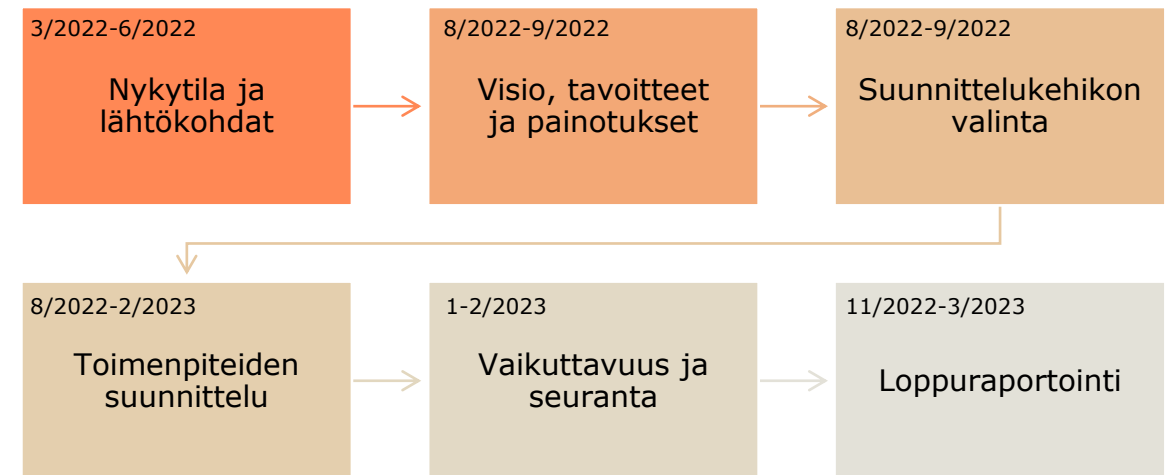 3/2022-6/2022
Nykytila ja
lähtökohdat
8/2022-9/2022
Visio, tavoitteet
ja painotukset
8/2022-9/2022
Suunnittelukehikon
valinta
8/2022-2/2023
Toimenpiteiden
suunnittelu
1-2/2023
Vaikuttavuus ja
seuranta
11/2022-3/2023
Loppuraportointi